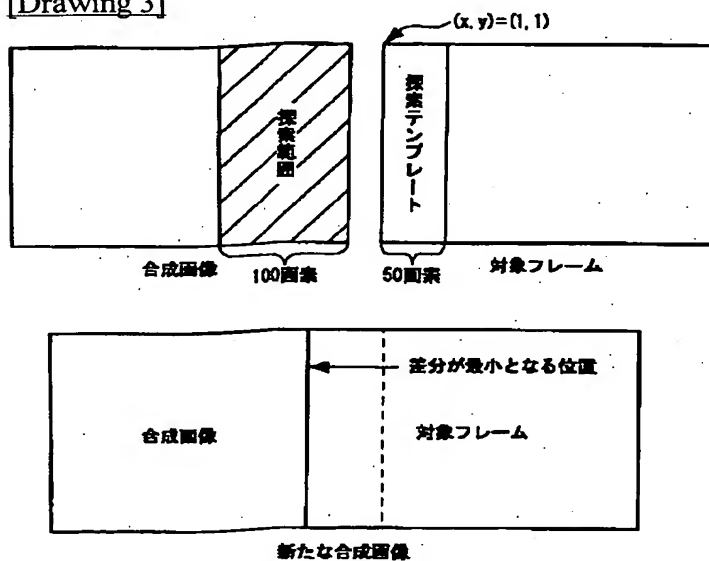 [Drawing 3]
(x, y)=(1, 1)
探索範囲
探索テンプレート
合成画像
100画素
50画素
対象フレーム
差分が最小となる位置
合成画像
対象フレーム
新たな合成画像